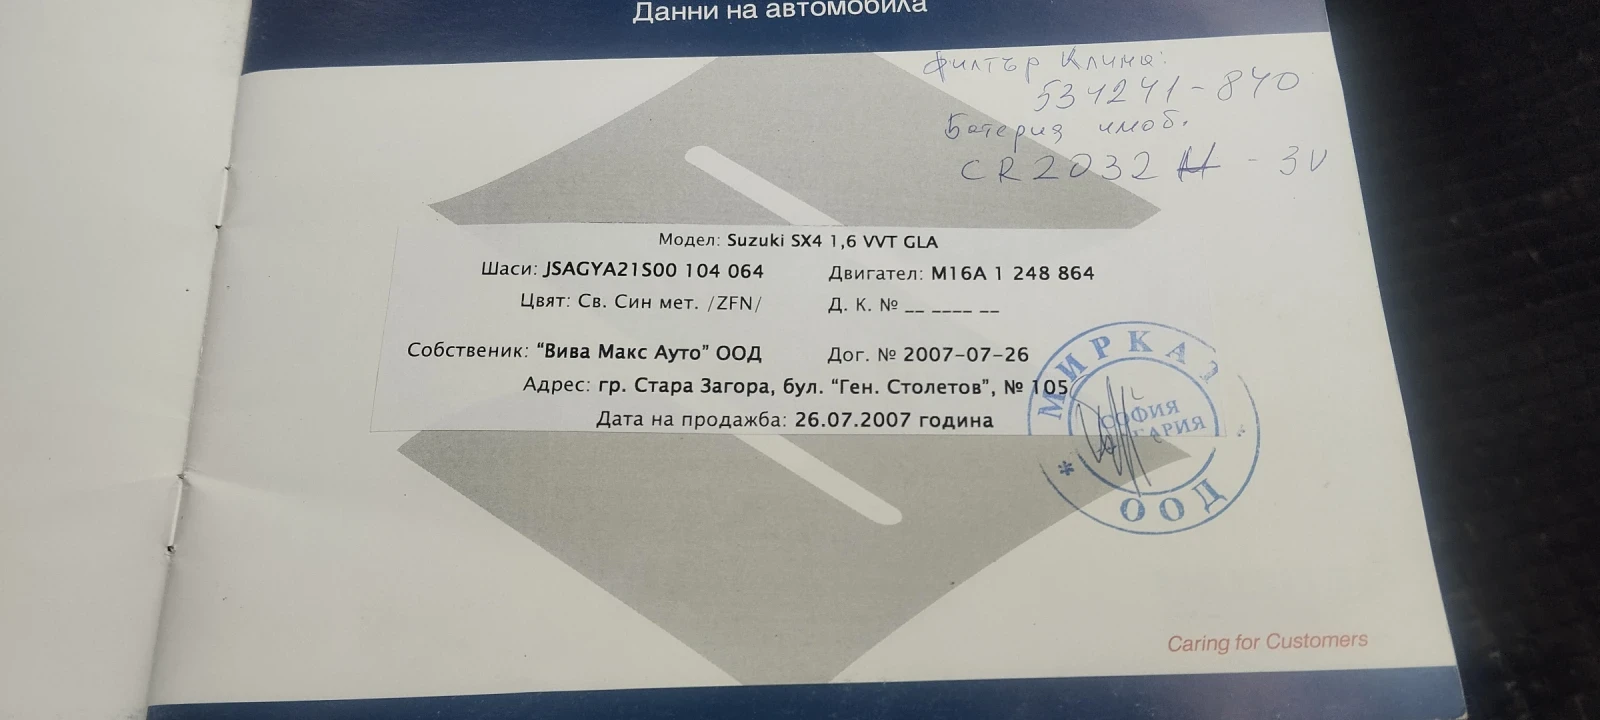 Данни на автомобила
Филтър Клима:
534241-840
Батерия имоб.
CR2032 - 3V
Модел: Suzuki SX4 1,6 VVT GLA
Шаси: JSAGYA21S00 104 064 Двигател: M16A 1 248 864
Цвят: Св. Син мет. /ZFN/ Д. К. № __ ____ __
Собственик: "Вива Макс Ауто" ООД Дог. № 2007-07-26
Адрес: гр. Стара Загора, бул. "Ген. Столетов", № 105
Дата на продажба: 26.07.2007 година
МИРКАТ
СОФИЯ
ГАРИЯ
* ООД
Caring for Customers